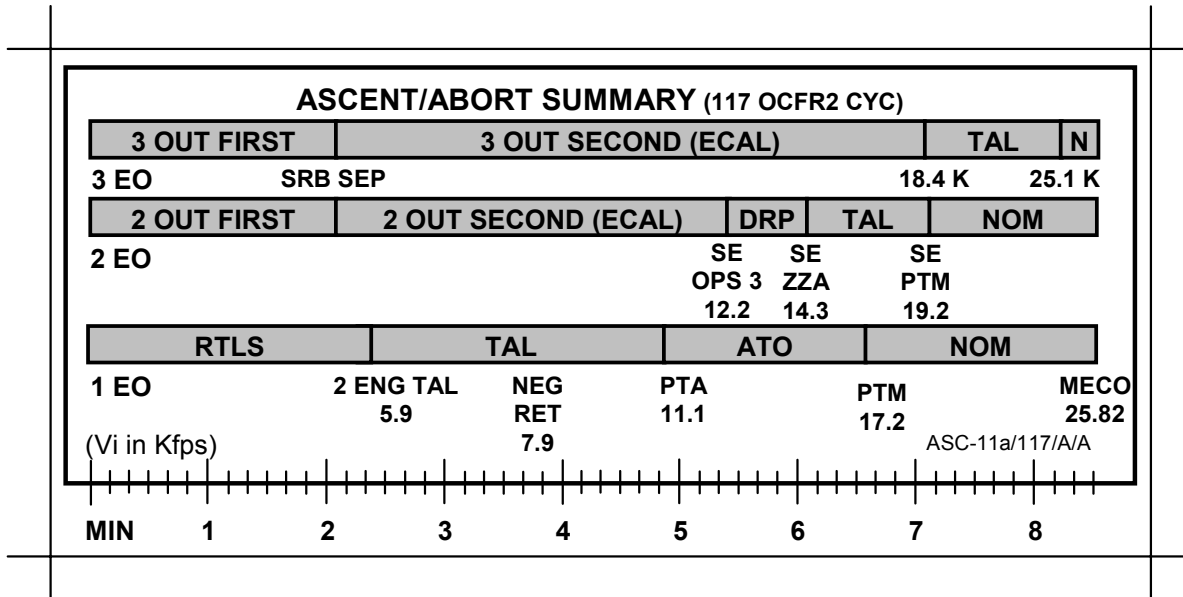 ASCENT/ABORT SUMMARY (117 OCFR2 CYC)
3 OUT FIRST 3 OUT SECOND (ECAL) TAL N
3 EO SRB SEP 18.4 K 25.1 K
2 OUT FIRST 2 OUT SECOND (ECAL) DRP TAL NOM
2 EO SE SE SE
OPS 3 ZZA PTM
12.2 14.3 19.2
RTLS TAL ATO NOM
1 EO 2 ENG TAL NEG PTA PTM MECO
5.9 RET 11.1 17.2 25.82
(Vi in Kfps) 7.9 ASC-11a/117/A/A
MIN 1 2 3 4 5 6 7 8